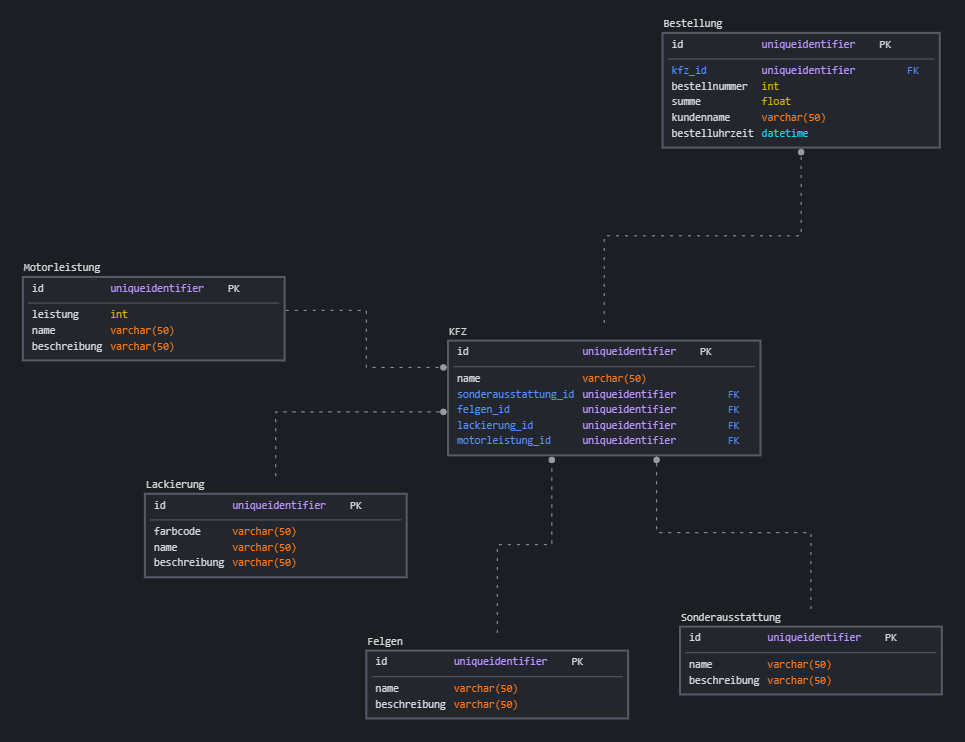 Bestellung
id uniqueidentifier PK
kfz_id uniqueidentifier FK
bestellnummer int
summe float
kundenname varchar(50)
bestelluhrzeit datetime
Motorleistung
id uniqueidentifier PK
leistung int
name varchar(50)
beschreibung varchar(50)
KFZ
id uniqueidentifier PK
name varchar(50)
sonderausstattung_id uniqueidentifier FK
felgen_id uniqueidentifier FK
lackierung_id uniqueidentifier FK
motorleistung_id uniqueidentifier FK
Lackierung
id uniqueidentifier PK
farbcode varchar(50)
name varchar(50)
beschreibung varchar(50)
Felgen
id uniqueidentifier PK
name varchar(50)
beschreibung varchar(50)
Sonderausstattung
id uniqueidentifier PK
name varchar(50)
beschreibung varchar(50)